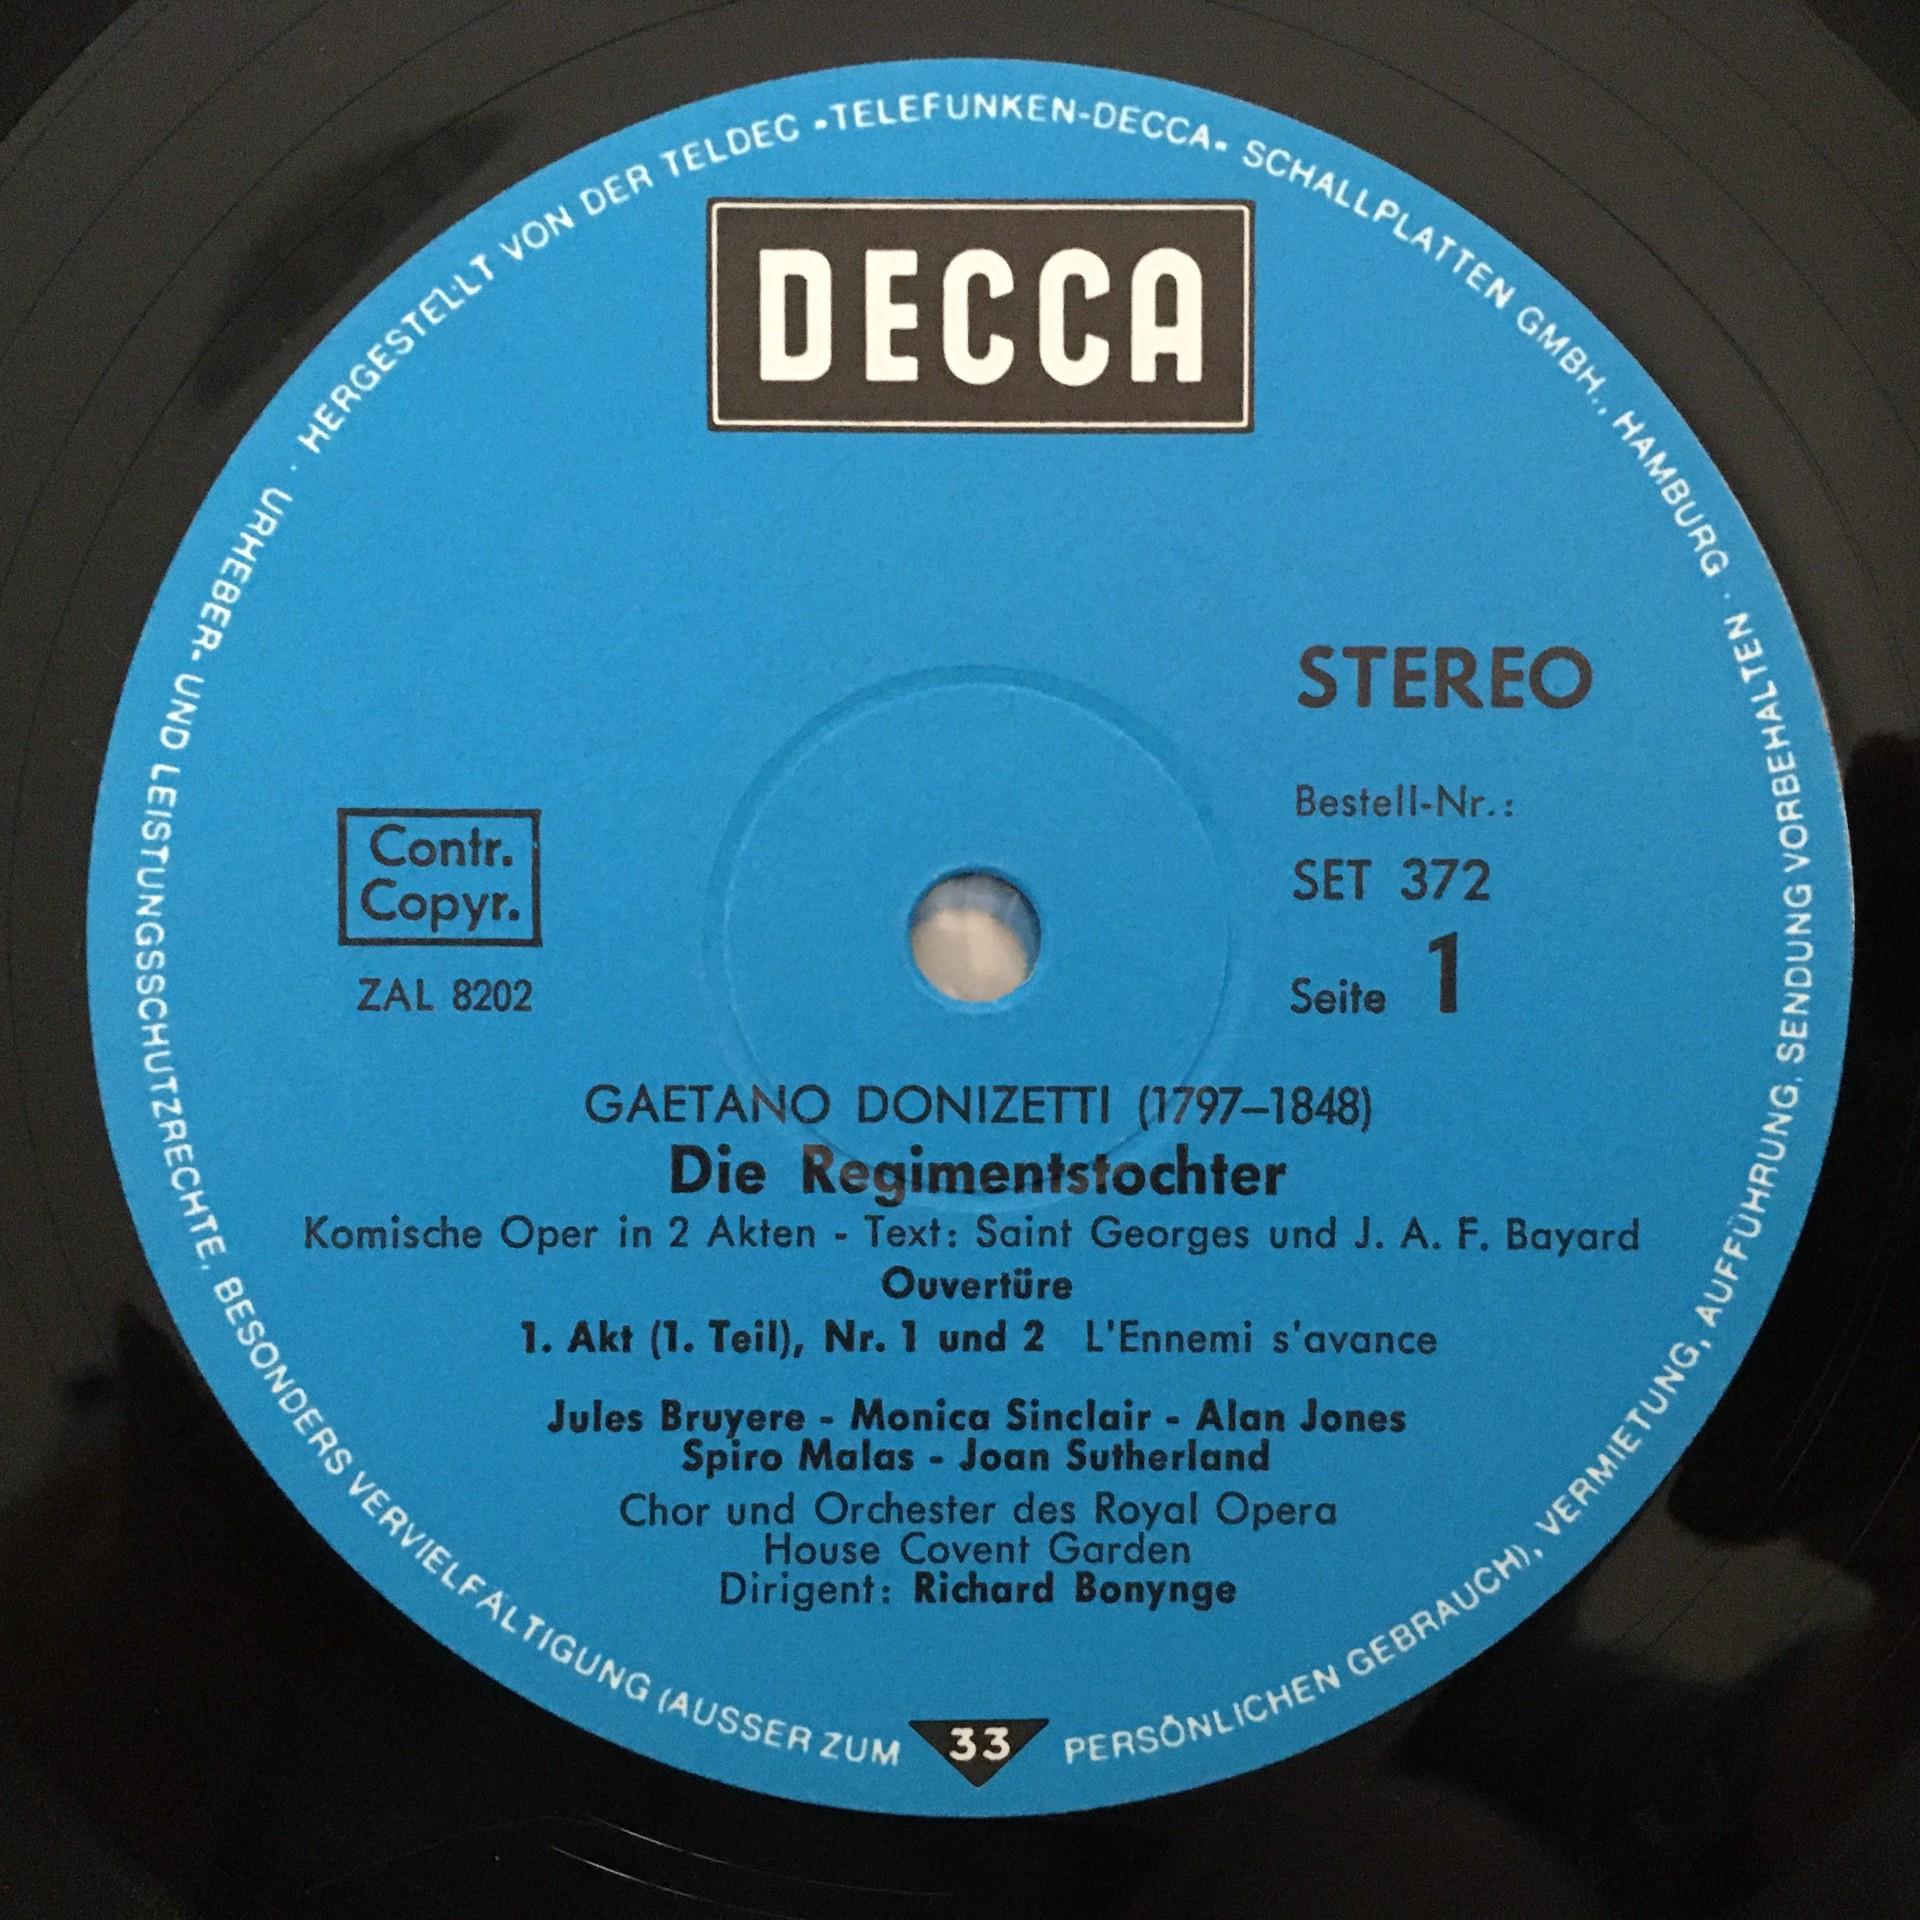 HERGESTELLT VON DER TELDEC »TELEFUNKEN-DECCA« SCHALLPLATTEN GMBH., HAMBURG ·
URHEBER- UND LEISTUNGSSCHUTZRECHTE, BESONDERS VERVIELFÄLTIGUNG (AUSSER ZUM PERSÖNLICHEN GEBRAUCH), VERMIETUNG, AUFFÜHRUNG, SENDUNG VORBEHALTEN ·
DECCA
STEREO
Bestell-Nr.:
SET 372
Seite 1
Contr.
Copyr.
ZAL 8202
GAETANO DONIZETTI (1797–1848)
Die Regimentstochter
Komische Oper in 2 Akten - Text: Saint Georges und J. A. F. Bayard
Ouvertüre
1. Akt (1. Teil), Nr. 1 und 2 L'Ennemi s'avance
Jules Bruyere - Monica Sinclair - Alan Jones
Spiro Malas - Joan Sutherland
Chor und Orchester des Royal Opera
House Covent Garden
Dirigent: Richard Bonynge
33